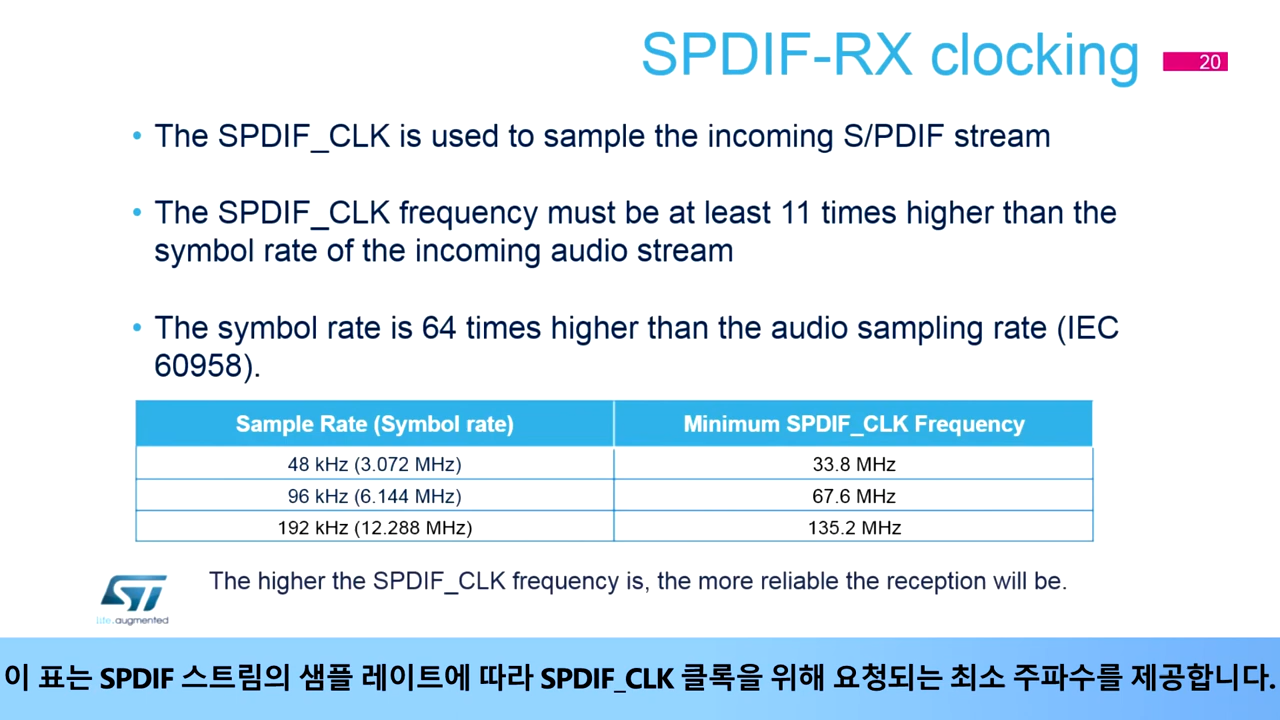 SPDIF-RX clocking
20
• The SPDIF_CLK is used to sample the incoming S/PDIF stream
• The SPDIF_CLK frequency must be at least 11 times higher than the
symbol rate of the incoming audio stream
• The symbol rate is 64 times higher than the audio sampling rate (IEC
60958).
Sample Rate (Symbol rate) Minimum SPDIF_CLK Frequency
48 kHz (3.072 MHz) 33.8 MHz
96 kHz (6.144 MHz) 67.6 MHz
192 kHz (12.288 MHz) 135.2 MHz
The higher the SPDIF_CLK frequency is, the more reliable the reception will be.
ST
life.augmented
이 표는 SPDIF 스트림의 샘플 레이트에 따라 SPDIF_CLK 클록을 위해 요청되는 최소 주파수를 제공합니다.